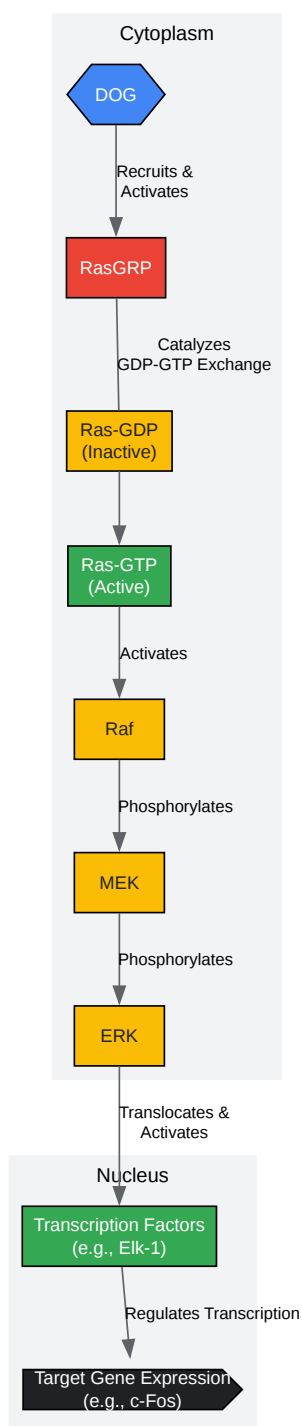 Cytoplasm
DOG
Recruits &
Activates
RasGRP
Catalyzes
GDP-GTP Exchange
Ras-GDP
(Inactive)
Ras-GTP
(Active)
Activates
Raf
Phosphorylates
MEK
Phosphorylates
ERK
Translocates &
Activates
Nucleus
Transcription Factors
(e.g., Elk-1)
Regulates Transcription
Target Gene Expression
(e.g., c-Fos)